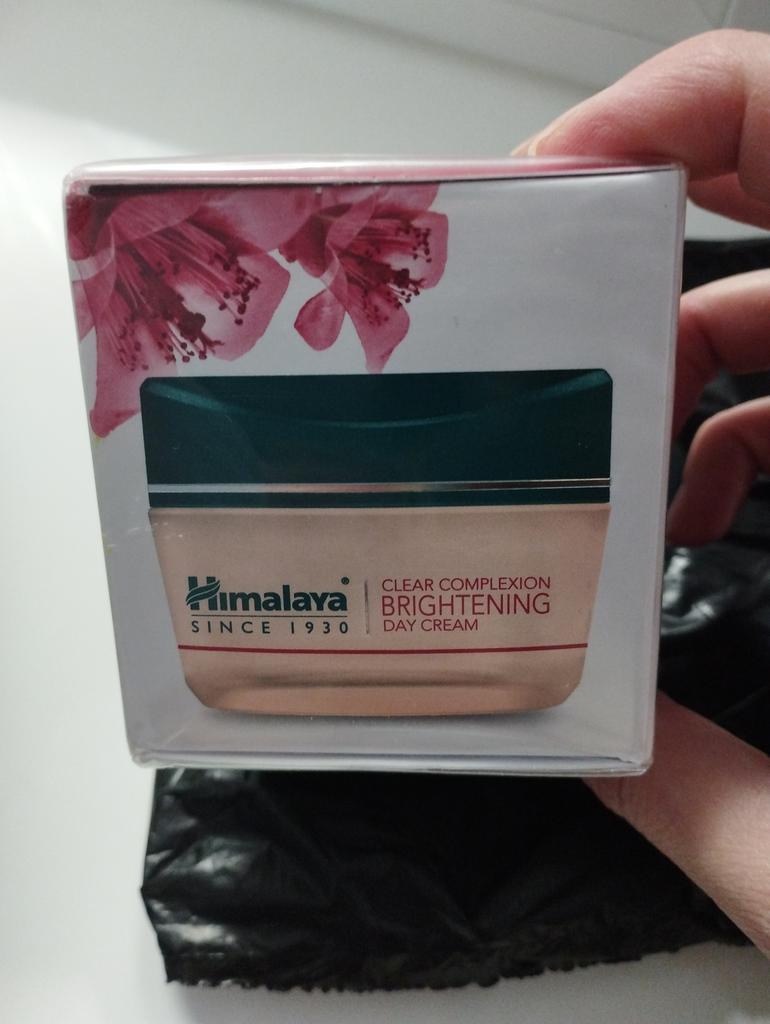 Himalaya®
SINCE 1930
CLEAR COMPLEXION
BRIGHTENING
DAY CREAM